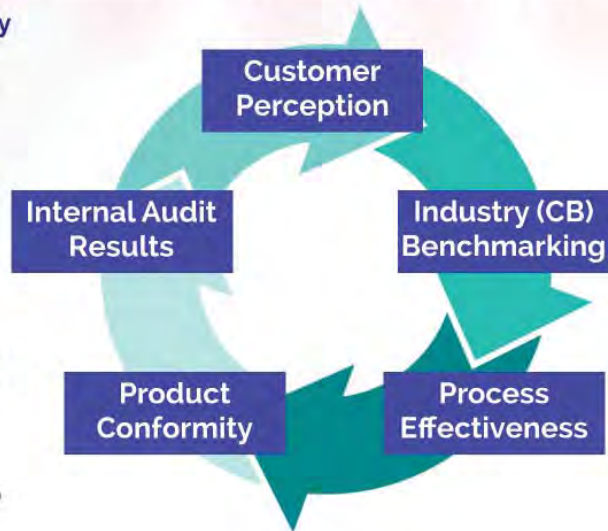 y
Customer
Perception
Internal Audit
Results
Industry (CB)
Benchmarking
Product
Conformity
Process
Effectiveness